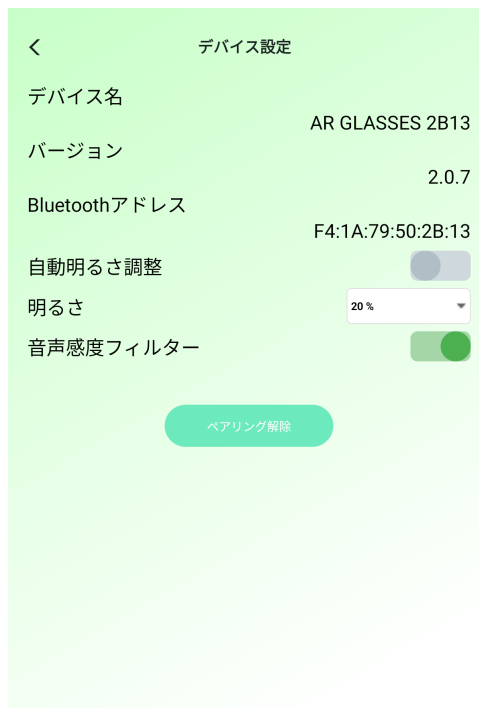 デバイス設定
デバイス名
AR GLASSES 2B13
バージョン
2.0.7
Bluetoothアドレス
F4:1A:79:50:2B:13
自動明るさ調整
明るさ
20 %
音声感度フィルター
ペアリング解除